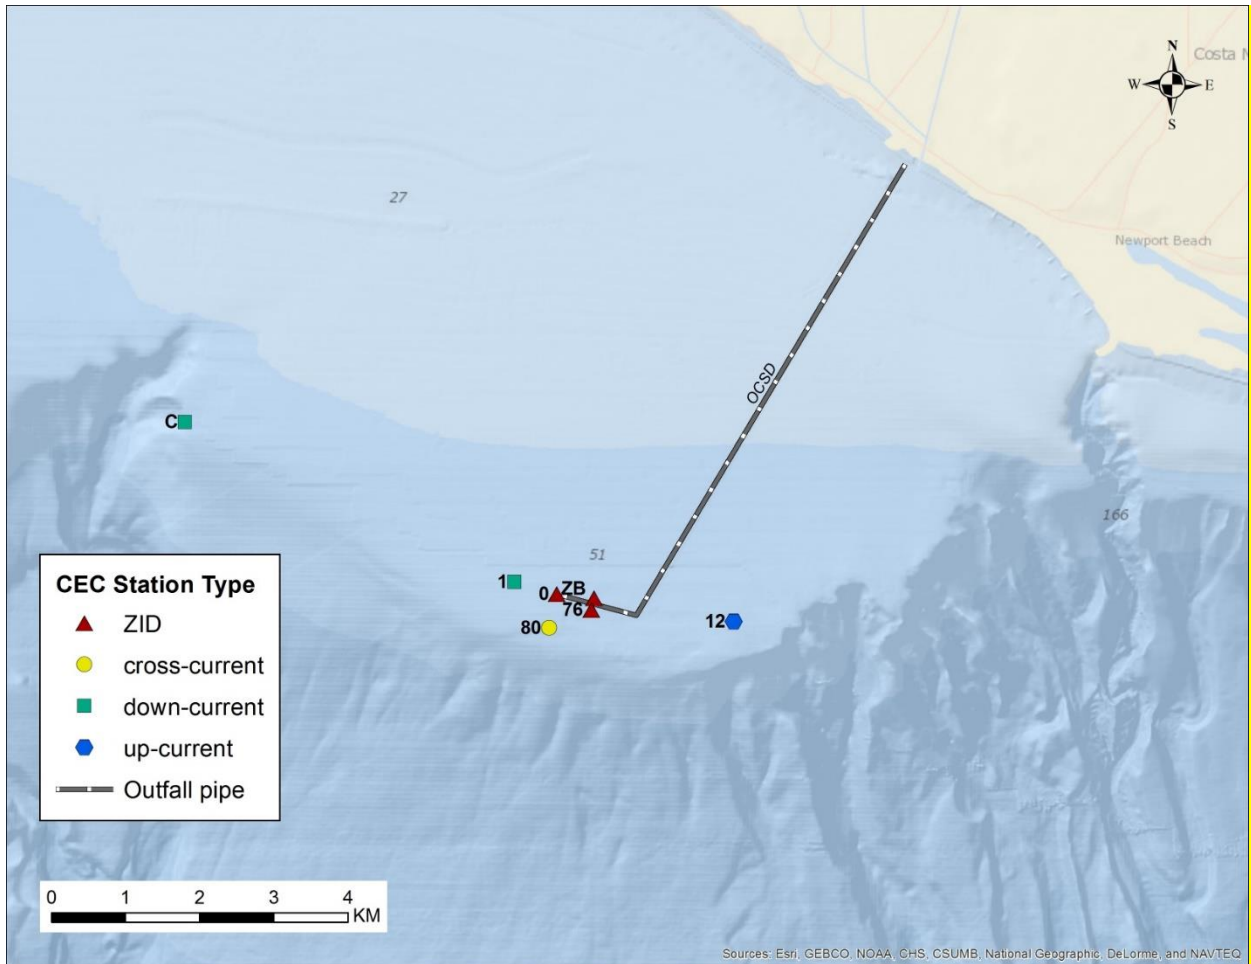 N
Costa M
W E
S
27
Newport Beach
OCSD
C
166
51
1
0 ZB
76
80
12
CEC Station Type
ZID
cross-current
down-current
up-current
Outfall pipe
0 1 2 3 4
KM
Sources: Esri, GEBCO, NOAA, CHS, CSUMB, National Geographic, DeLorme, and NAVTEQ